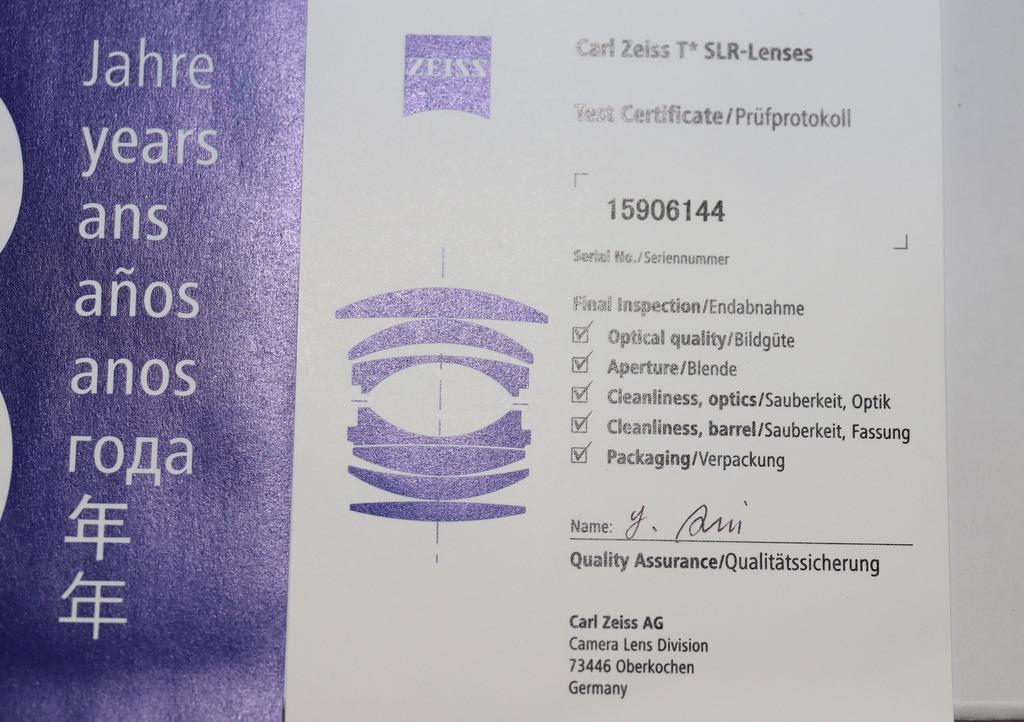 Jahre
years
ans
años
anos
года
年
年
ZEISS
Carl Zeiss T* SLR-Lenses
Test Certificate/Prüfprotokoll
15906144
Serial No./Seriennummer
Final Inspection/Endabnahme
Optical quality/Bildgüte
Aperture/Blende
Cleanliness, optics/Sauberkeit, Optik
Cleanliness, barrel/Sauberkeit, Fassung
Packaging/Verpackung
Name:
Quality Assurance/Qualitätssicherung
Carl Zeiss AG
Camera Lens Division
73446 Oberkochen
Germany